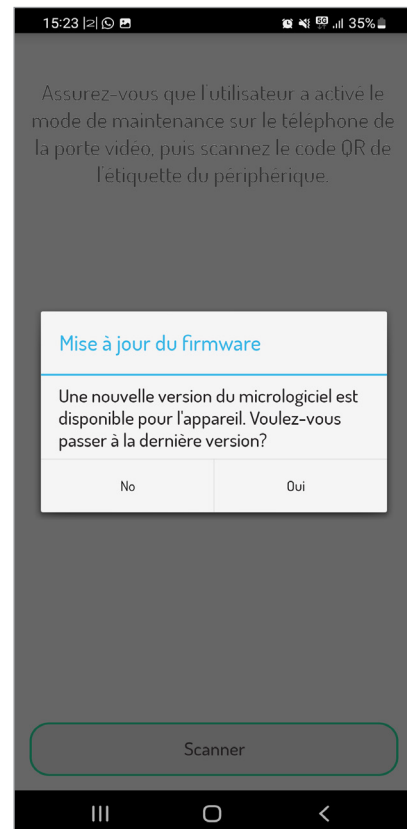 15:23
5G 35%
Assurez-vous que l'utilisateur a activé le
mode de maintenance sur le téléphone de
la porte vidéo, puis scannez le code QR de
l'étiquette du périphérique.
Mise à jour du firmware
Une nouvelle version du micrologiciel est
disponible pour l'appareil. Voulez-vous
passer à la dernière version?
No
Oui
Scanner